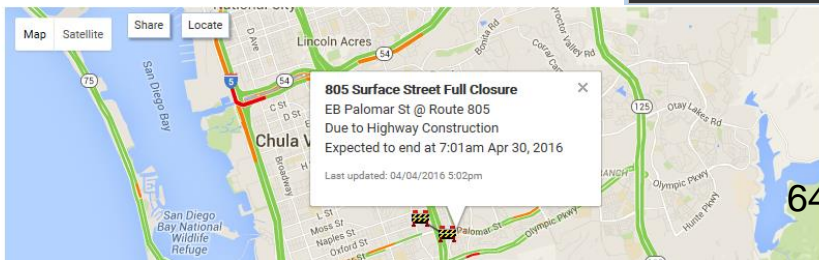 National City
Map
Satellite
Share
Locate
D Ave
Lincoln Acres
54
Bonita Rd
Proctor Valley Rd
75
San Diego Bay
5
54
C St
D St
Chula V
Broadway
805 Surface Street Full Closure
EB Palomar St @ Route 805
Due to Highway Construction
Expected to end at 7:01am Apr 30, 2016
Last updated: 04/04/2016 5:02pm
125
Otay Lakes Rd
RANCH
Olympic Pkwy
Hunte Pkwy
64
San Diego
Bay National
Wildlife
Refuge
L St
Moss St
Naples St
Oxford St
Palomar St
Olympic Pkwy